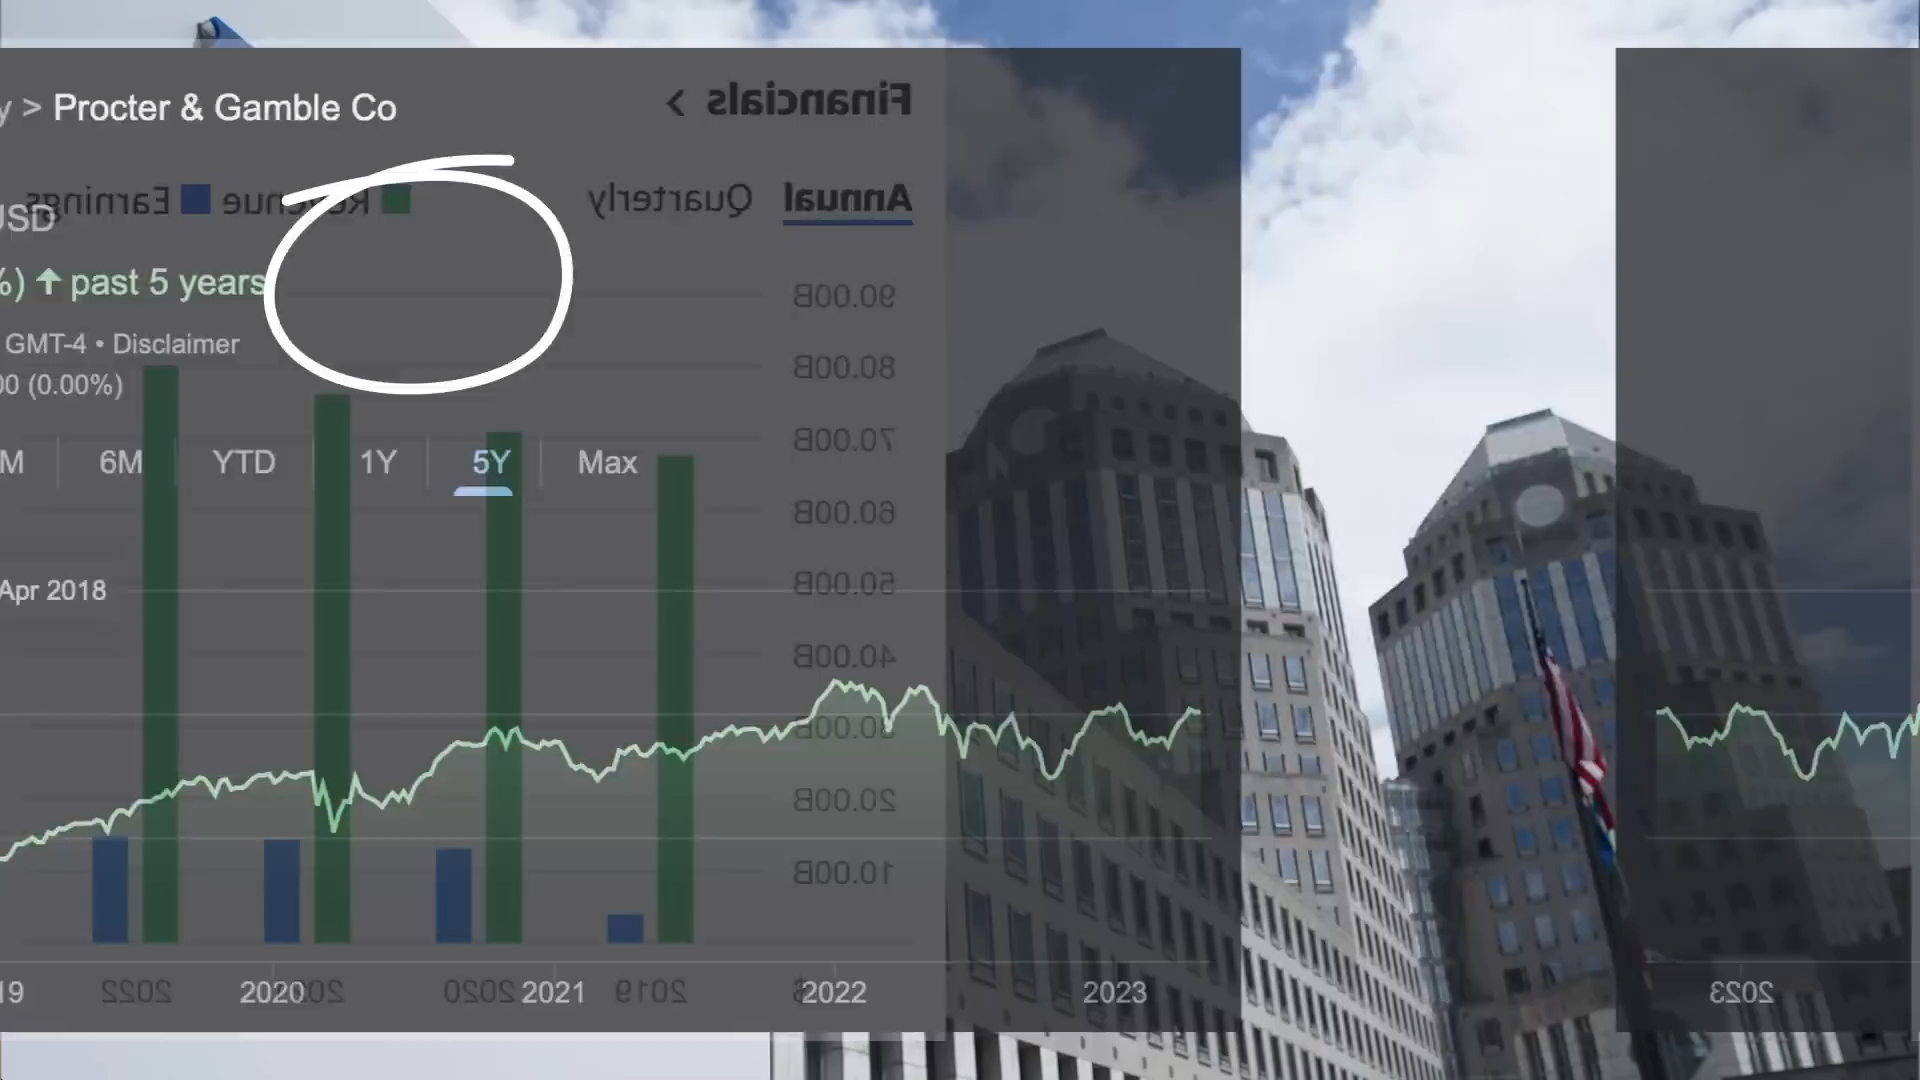 y > Procter & Gamble Co
Financials >
Annual Quarterly
Revenue Earnings
USD
%) ↑ past 5 years
GMT-4 • Disclaimer
00 (0.00%)
M 6M YTD 1Y 5Y Max
Apr 2018
90.00B
80.00B
70.00B
60.00B
50.00B
40.00B
30.00B
20.00B
10.00B
19 2020 2021 2022 2023
2019 2020 2022
2023